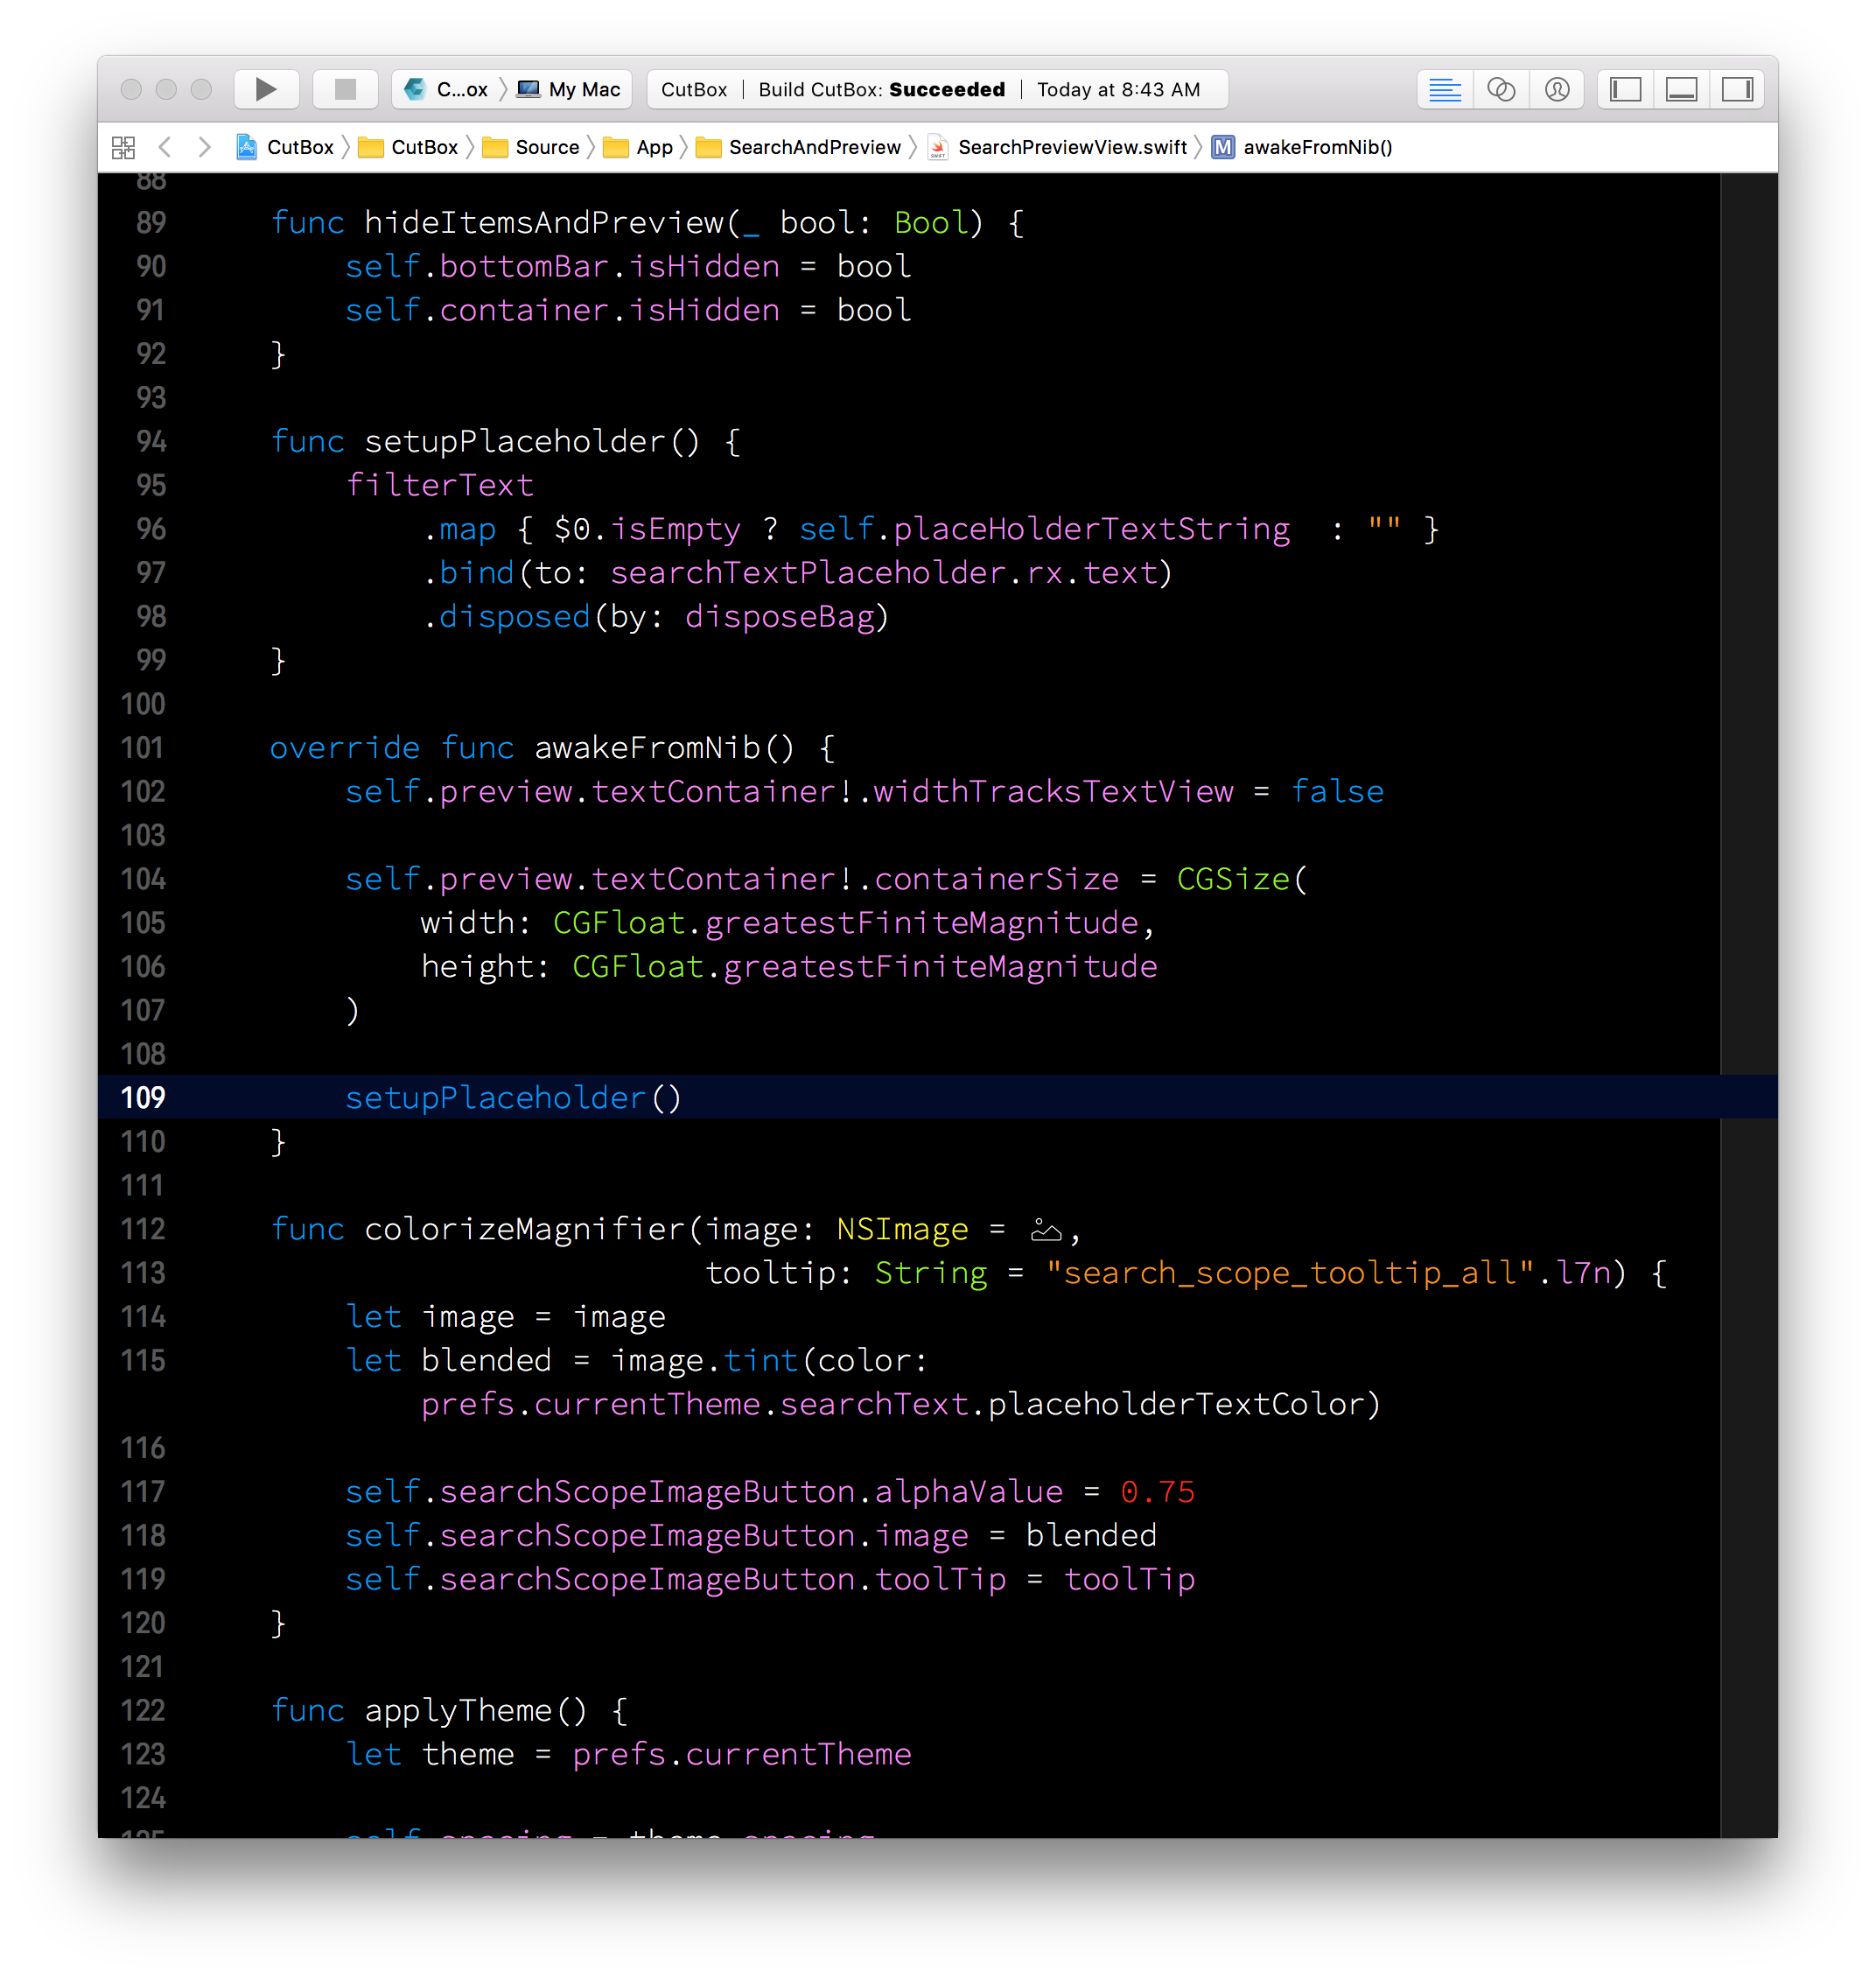 C...ox My Mac CutBox Build CutBox: Succeeded Today at 8:43 AM
CutBox CutBox Source App SearchAndPreview SearchPreviewView.swift M awakeFromNib()
88
89 func hideItemsAndPreview(_ bool: Bool) {
90 self.bottomBar.isHidden = bool
91 self.container.isHidden = bool
92 }
93
94 func setupPlaceholder() {
95 filterText
96 .map { $0.isEmpty ? self.placeHolderTextString  : "" }
97 .bind(to: searchTextPlaceholder.rx.text)
98 .disposed(by: disposeBag)
99 }
100
101 override func awakeFromNib() {
102 self.preview.textContainer!.widthTracksTextView = false
103
104 self.preview.textContainer!.containerSize = CGSize(
105 width: CGFloat.greatestFiniteMagnitude,
106 height: CGFloat.greatestFiniteMagnitude
107 )
108
109 setupPlaceholder()
110 }
111
112 func colorizeMagnifier(image: NSImage = ,
113 tooltip: String = "search_scope_tooltip_all".l7n) {
114 let image = image
115 let blended = image.tint(color:
prefs.currentTheme.searchText.placeholderTextColor)
116
117 self.searchScopeImageButton.alphaValue = 0.75
118 self.searchScopeImageButton.image = blended
119 self.searchScopeImageButton.toolTip = toolTip
120 }
121
122 func applyTheme() {
123 let theme = prefs.currentTheme
124
125 self.spacing = theme.spacing